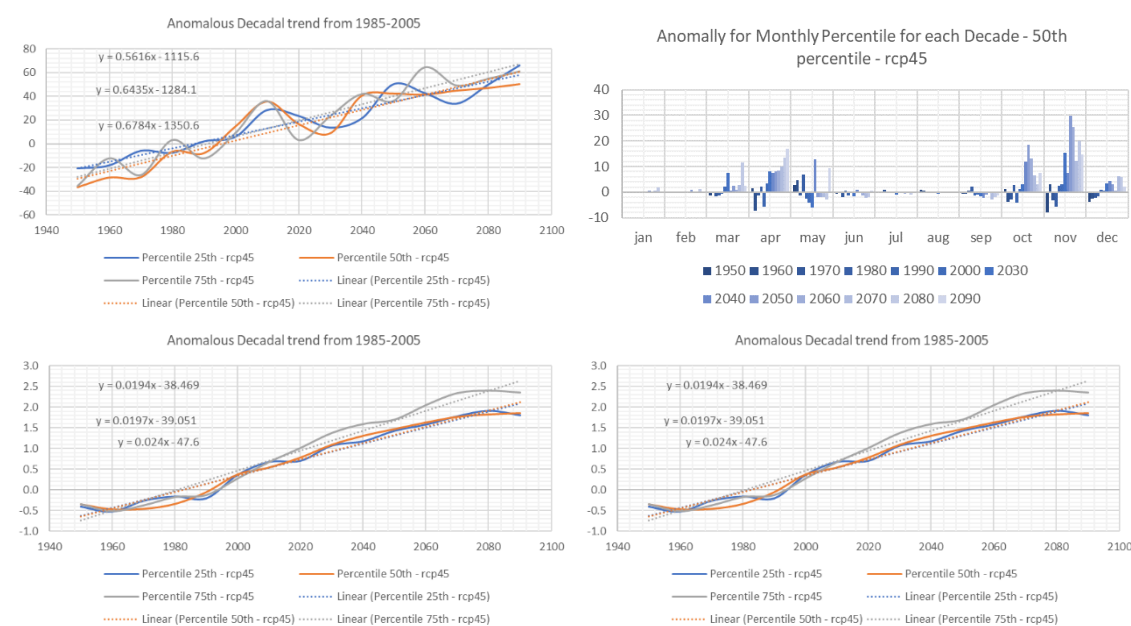 Anomalous Decadal trend from 1985-2005
80
60
40
20
0
-20
-40
-60
y = 0.5616x - 1115.6
y = 0.6435x - 1284.1
y = 0.6784x - 1350.6
1940 1960 1980 2000 2020 2040 2060 2080 2100
Percentile 25th - rcp45 Percentile 50th - rcp45
Percentile 75th - rcp45 Linear (Percentile 25th - rcp45)
Linear (Percentile 50th - rcp45) Linear (Percentile 75th - rcp45)
Anomally for Monthly Percentile for each Decade - 50th
percentile - rcp45
40
30
20
10
0
-10
jan feb mar apr may jun jul aug sep oct nov dec
1950 1960 1970 1980 1990 2000 2030
2040 2050 2060 2070 2080 2090
Anomalous Decadal trend from 1985-2005
3.0
2.5
2.0
1.5
1.0
0.5
0.0
-0.5
-1.0
y = 0.0194x - 38.469
y = 0.0197x - 39.051
y = 0.024x - 47.6
1940 1960 1980 2000 2020 2040 2060 2080 2100
Percentile 25th - rcp45 Percentile 50th - rcp45
Percentile 75th - rcp45 Linear (Percentile 25th - rcp45)
Linear (Percentile 50th - rcp45) Linear (Percentile 75th - rcp45)
Anomalous Decadal trend from 1985-2005
3.0
2.5
2.0
1.5
1.0
0.5
0.0
-0.5
-1.0
y = 0.0194x - 38.469
y = 0.0197x - 39.051
y = 0.024x - 47.6
1940 1960 1980 2000 2020 2040 2060 2080 2100
Percentile 25th - rcp45 Percentile 50th - rcp45
Percentile 75th - rcp45 Linear (Percentile 25th - rcp45)
Linear (Percentile 50th - rcp45) Linear (Percentile 75th - rcp45)